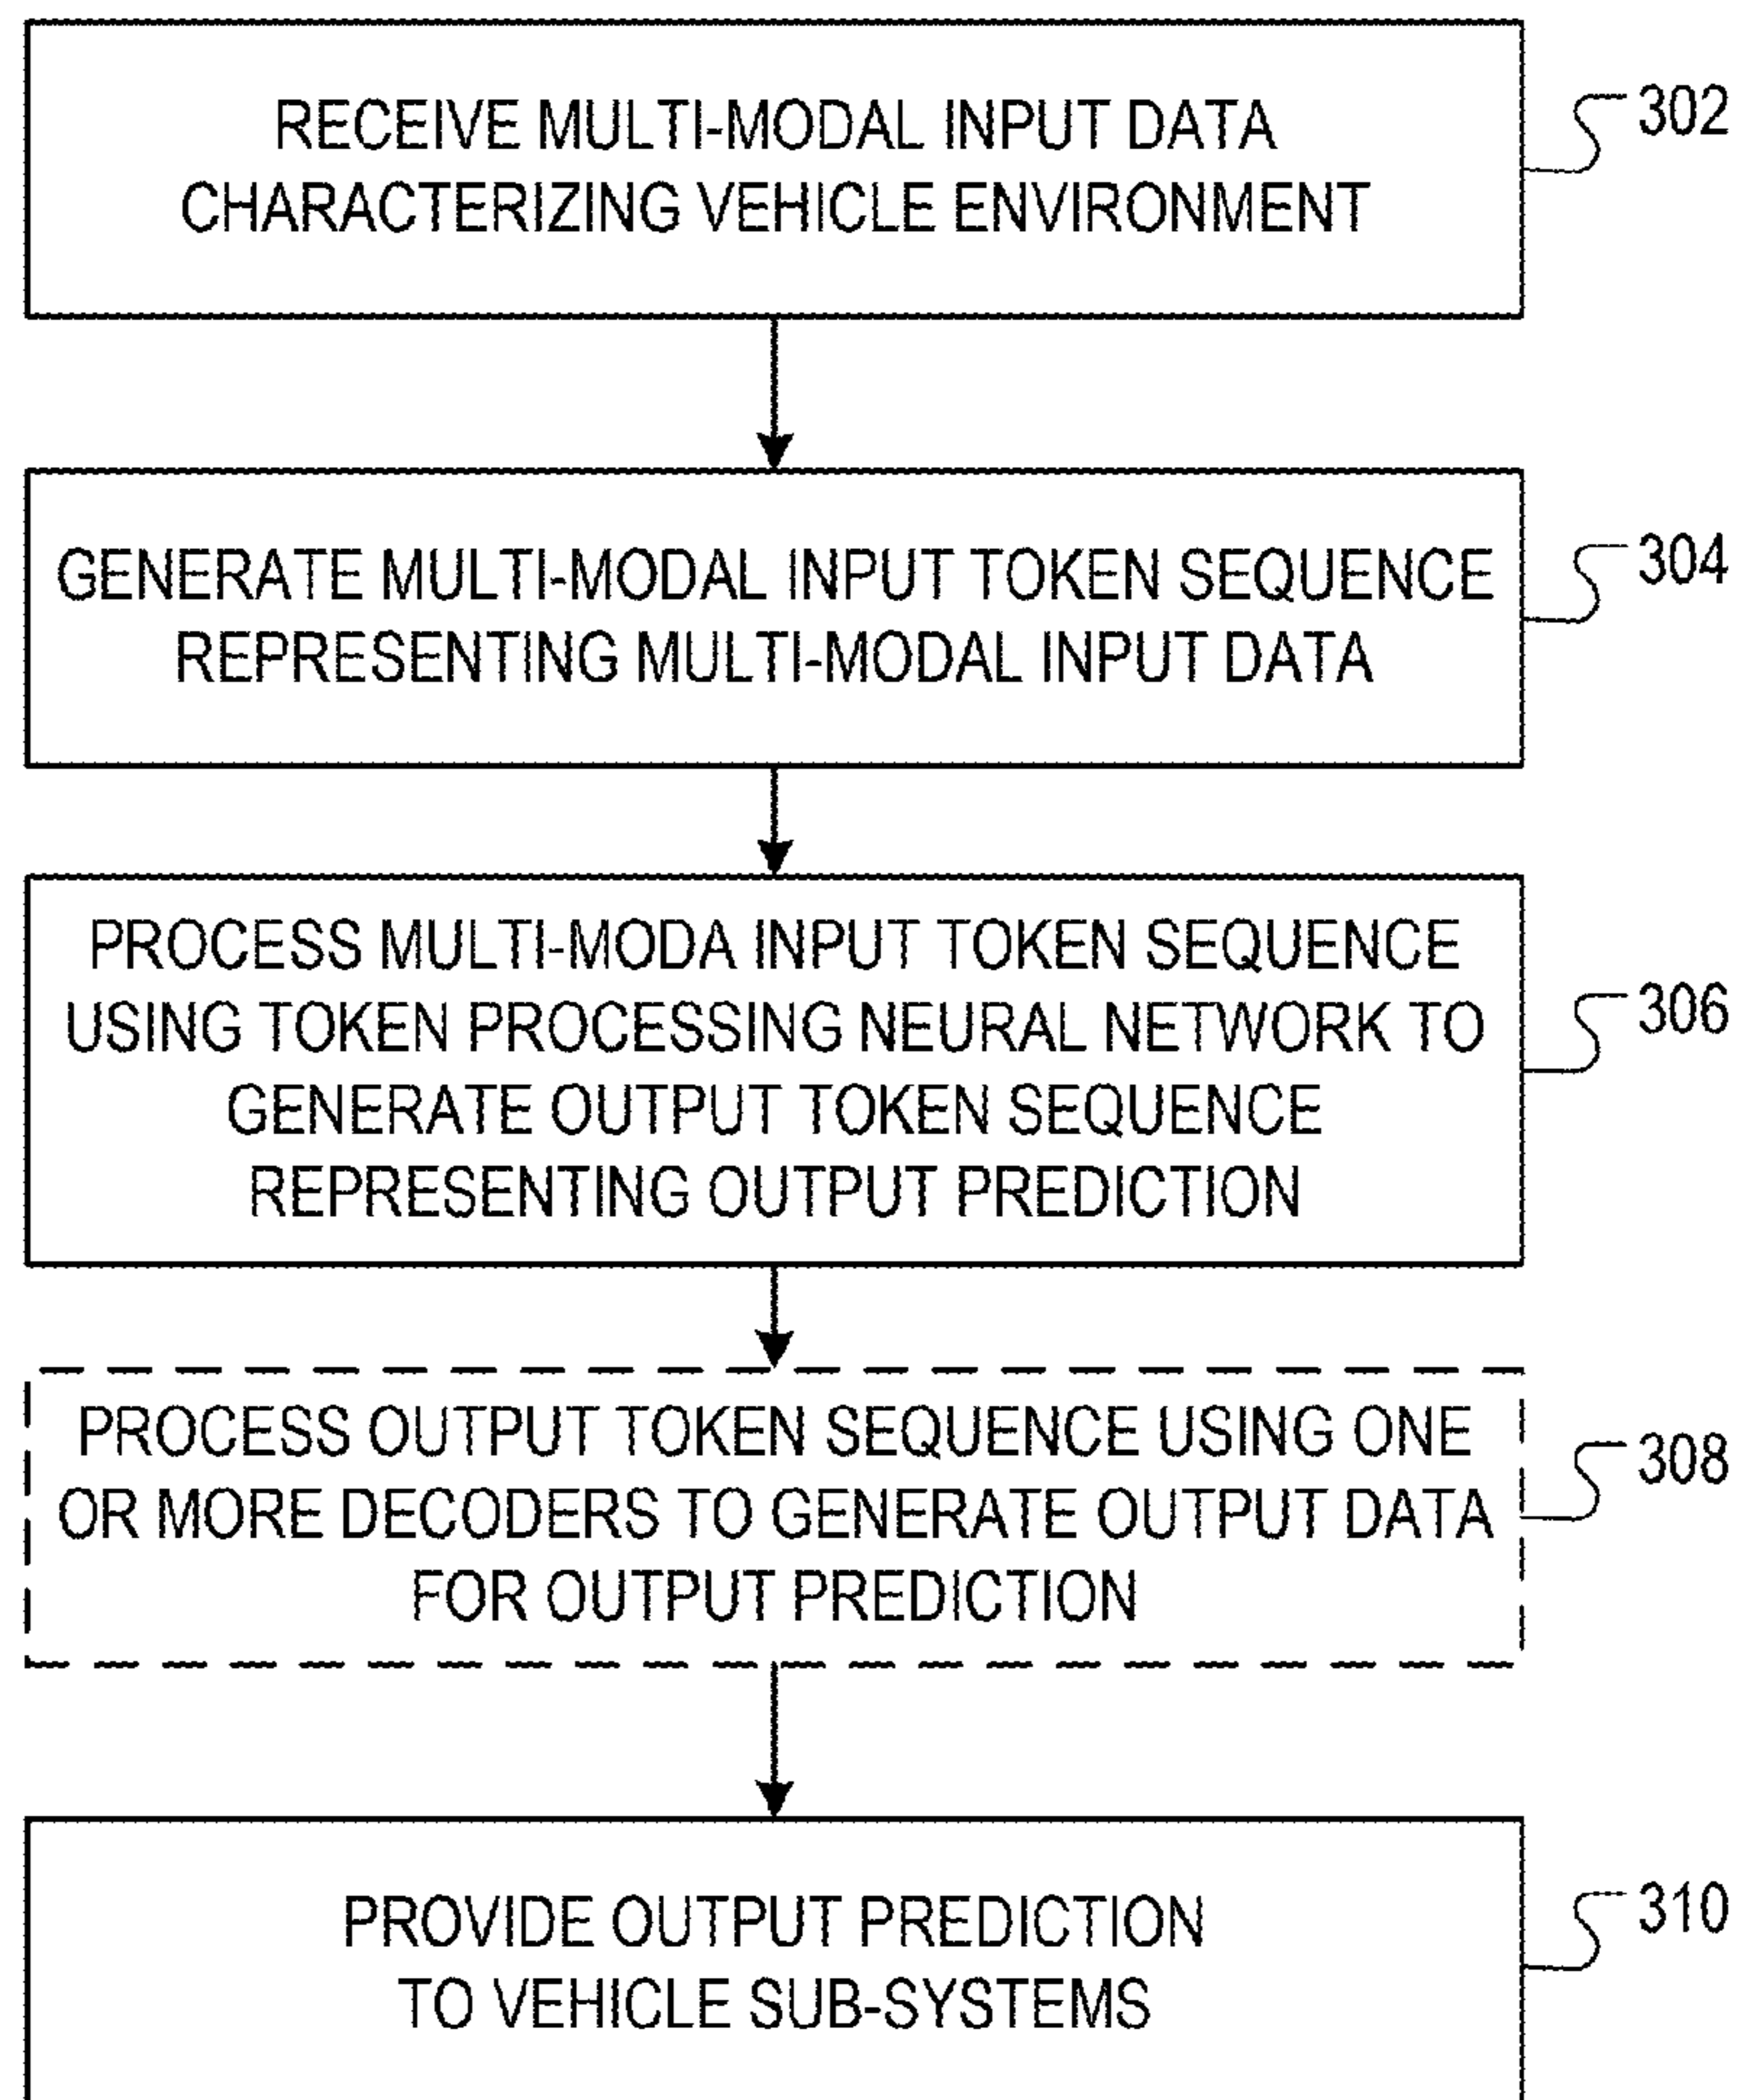 RECEIVE MULTI-MODAL INPUT DATA
CHARACTERIZING VEHICLE ENVIRONMENT
302
GENERATE MULTI-MODAL INPUT TOKEN SEQUENCE
REPRESENTING MULTI-MODAL INPUT DATA
304
PROCESS MULTI-MODA INPUT TOKEN SEQUENCE
USING TOKEN PROCESSING NEURAL NETWORK TO
GENERATE OUTPUT TOKEN SEQUENCE
REPRESENTING OUTPUT PREDICTION
306
PROCESS OUTPUT TOKEN SEQUENCE USING ONE
OR MORE DECODERS TO GENERATE OUTPUT DATA
FOR OUTPUT PREDICTION
308
PROVIDE OUTPUT PREDICTION
TO VEHICLE SUB-SYSTEMS
310